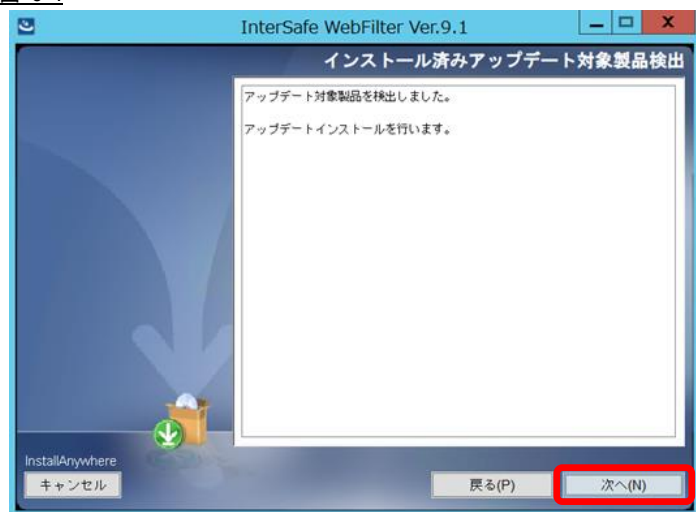 InterSafe WebFilter Ver.9.1
インストール済みアップデート対象製品検出
アップデート対象製品を検出しました。
アップデートインストールを行います。
InstallAnywhere
キャンセル
戻る(P)
次へ(N)